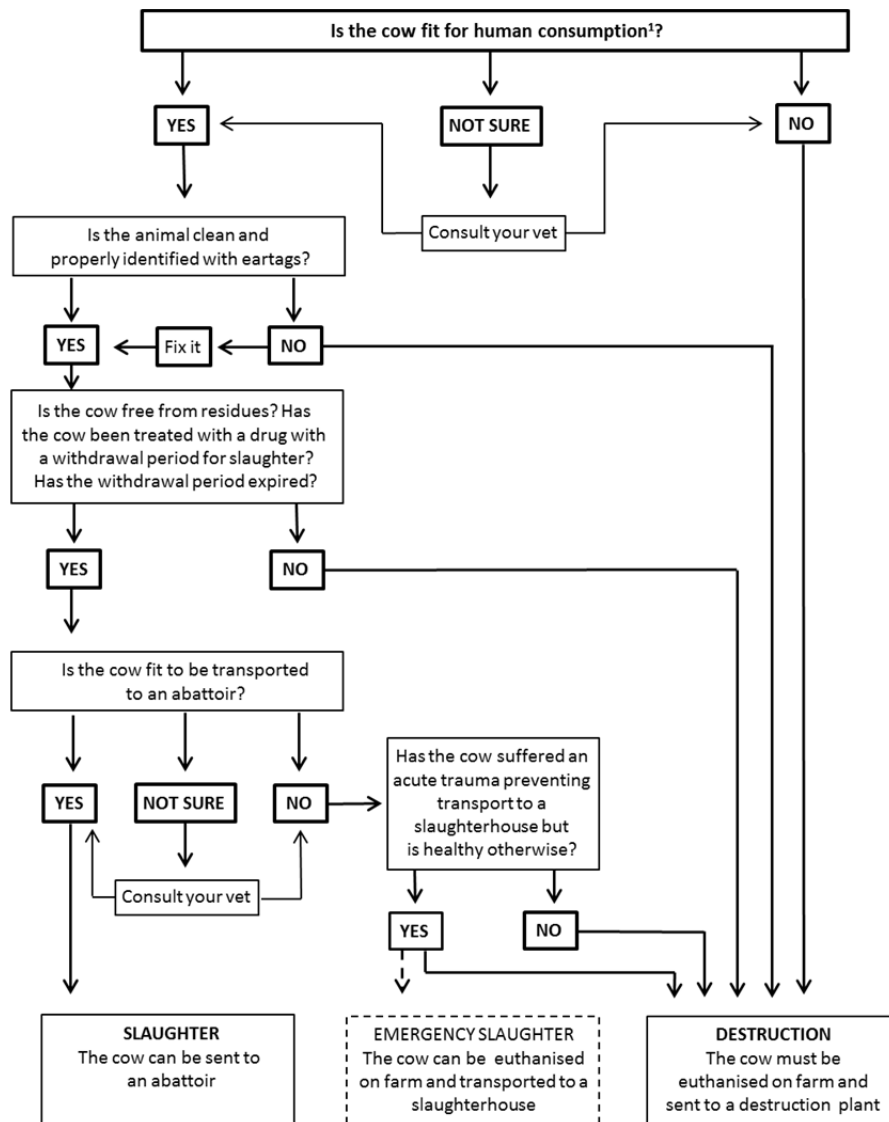 Is the cow fit for human consumption¹?
YES
NOT SURE
NO
Consult your vet
Is the animal clean and
properly identified with eartags?
YES
Fix it
NO
Is the cow free from residues? Has
the cow been treated with a drug with
a withdrawal period for slaughter?
Has the withdrawal period expired?
YES
NO
Is the cow fit to be transported
to an abattoir?
YES
NOT SURE
NO
Consult your vet
Has the cow suffered an
acute trauma preventing
transport to a
slaughterhouse but
is healthy otherwise?
YES
NO
SLAUGHTER
The cow can be sent to
an abattoir
EMERGENCY SLAUGHTER
The cow can be euthanised
on farm and transported to a
slaughterhouse
DESTRUCTION
The cow must be
euthanised on farm and
sent to a destruction plant